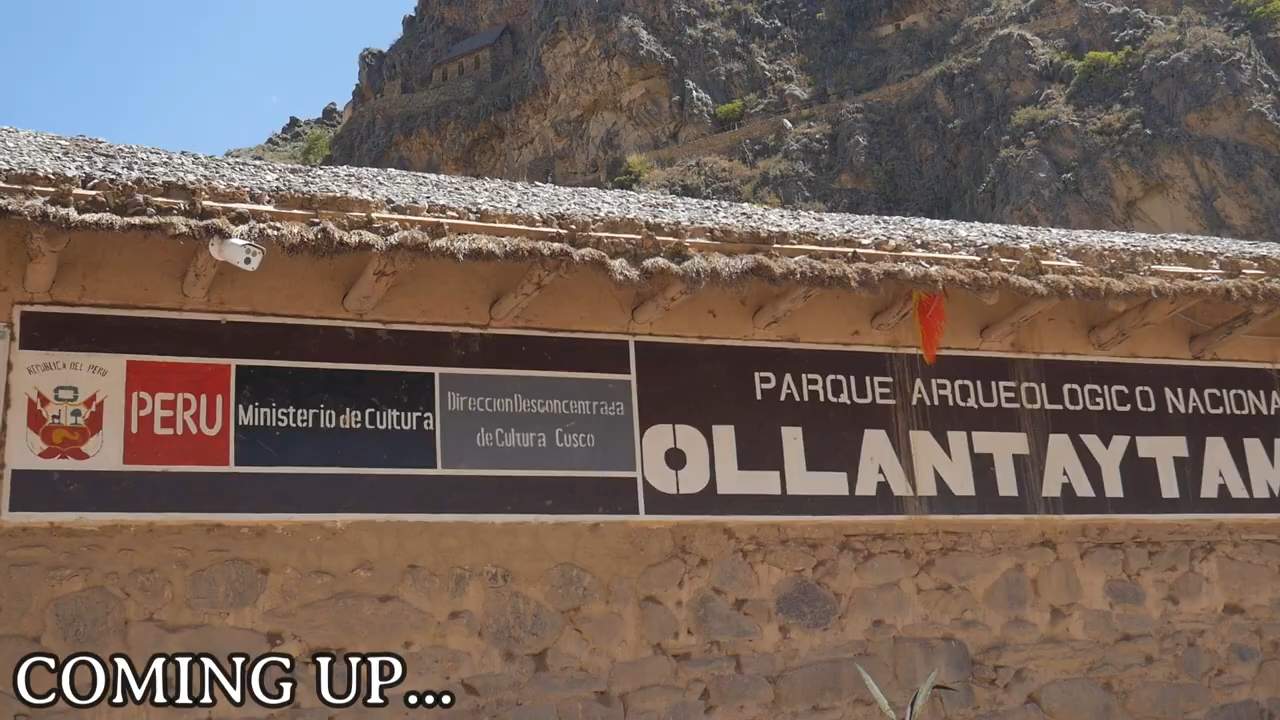 REPUBLICA DEL PERU
PERU
Ministerio de Cultura
Direccion Desconcentrada
de Cultura Cusco
PARQUE ARQUEOLOGICO NACIONA
OLLANTAYTAM
COMING UP...